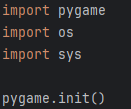 import pygame
import os
import sys
pygame.init()